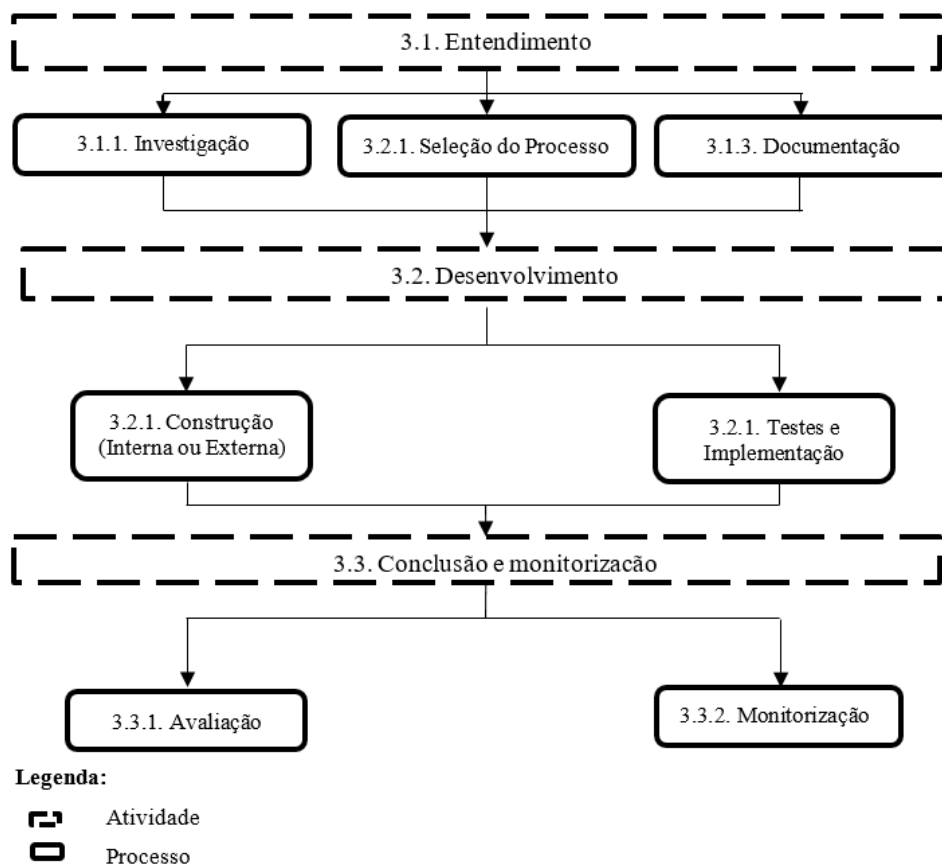 3.1. Entendimento
3.1.1. Investigação
3.2.1. Seleção do Processo
3.1.3. Documentação
3.2. Desenvolvimento
3.2.1. Construção
(Interna ou Externa)
3.2.1. Testes e
Implementação
3.3. Conclusão e monitorização
3.3.1. Avaliação
3.3.2. Monitorização
Legenda:
Atividade
Processo